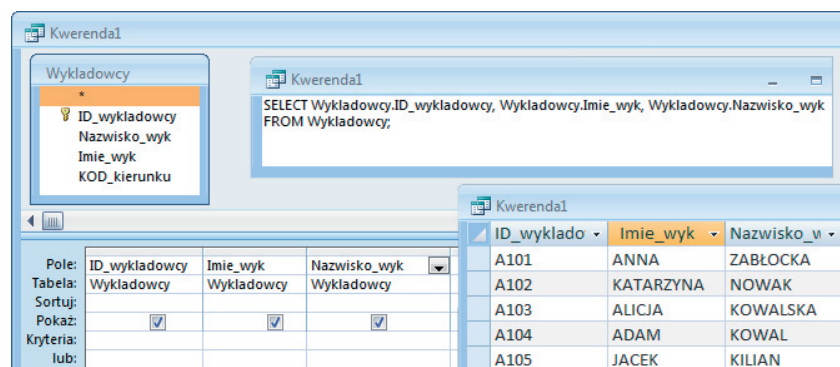 Kwerenda1
Wykladowcy
*
ID_wykladowcy
Nazwisko_wyk
Imie_wyk
KOD_kierunku
Kwerenda1
SELECT Wykladowcy.ID_wykladowcy, Wykladowcy.Imie_wyk, Wykladowcy.Nazwisko_wyk
FROM Wykladowcy;
Pole: ID_wykladowcy Imie_wyk Nazwisko_wyk
Tabela: Wykladowcy Wykladowcy Wykladowcy
Sortuj:
Pokaż:
Kryteria:
lub:
Kwerenda1
ID_wyklado Imie_wyk Nazwisko_w
A101 ANNA ZABŁOCKA
A102 KATARZYNA NOWAK
A103 ALICJA KOWALSKA
A104 ADAM KOWAL
A105 JACEK KILIAN